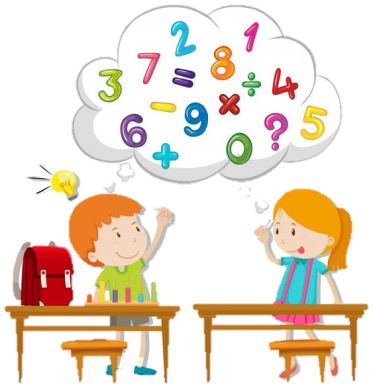 2 1
3 7 = 8 ÷ 4
- 9 × ? 5
6 + 0